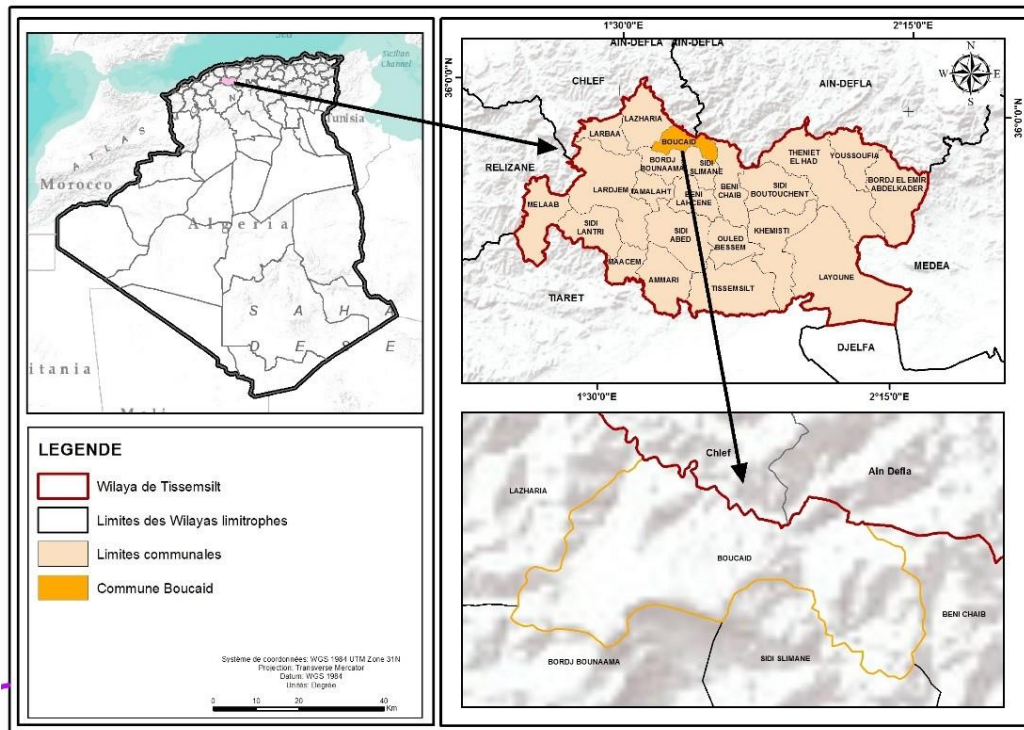 Sea
Sicilian
Channel
Tunisia
A T L A S
Morocco
Algeria
S A H A
D E S E
itania
Mali
LEGENDE
Wilaya de Tissemsilt
Limites des Wilayas limitrophes
Limites communales
Commune Boucaid
Système de coordonnées: WGS 1984 UTM Zone 31N
Projection: Transverse Mercator
Datum: WGS 1984
Unités: Degrée
0 10 20 40
Km
1°30'0"E 2°15'0"E
AIN-DEFLA AIN-DEFLA
36°0'0"N
36°0'0"N
CHLEF
AIN-DEFLA
N
W E
S
LAZHARIA
LARBAA
BOUCAID
RELIZANE
BORDJ
BOUNAAMA
SIDI
SLIMANE
THENIET
EL HAD
YOUSSOUFIA
BORDJ EL EMIR
ABDELKADER
LARDJEM
TAMALAHT
BENI
LAHCENE
BENI
CHAIB
SIDI
BOUTOUCHENT
MELAAB
SIDI
LANTRI
SIDI
ABED
OULED
BESSEM
KHEMISTI
MAACEM
AMMARI
TISSEMSILT
LAYOUNE
MEDEA
TIARET
DJELFA
1°30'0"E 2°15'0"E
Chlef
Ain Defla
LAZHARIA
BOUCAID
BENI CHAIB
BORDJ BOUNAAMA
SIDI SLIMANE